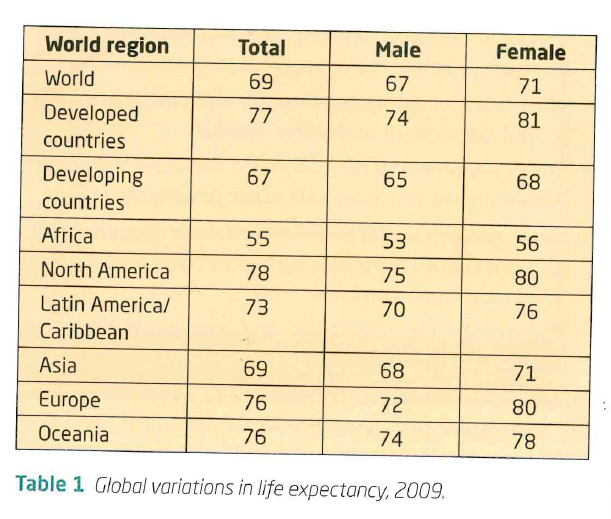 World region Total Male Female
World 69 67 71
Developed 77 74 81
countries
Developing 67 65 68
countries
Africa 55 53 56
North America 78 75 80
Latin America/ 73 70 76
Caribbean
Asia 69 68 71
Europe 76 72 80
Oceania 76 74 78
Table 1 Global variations in life expectancy, 2009.